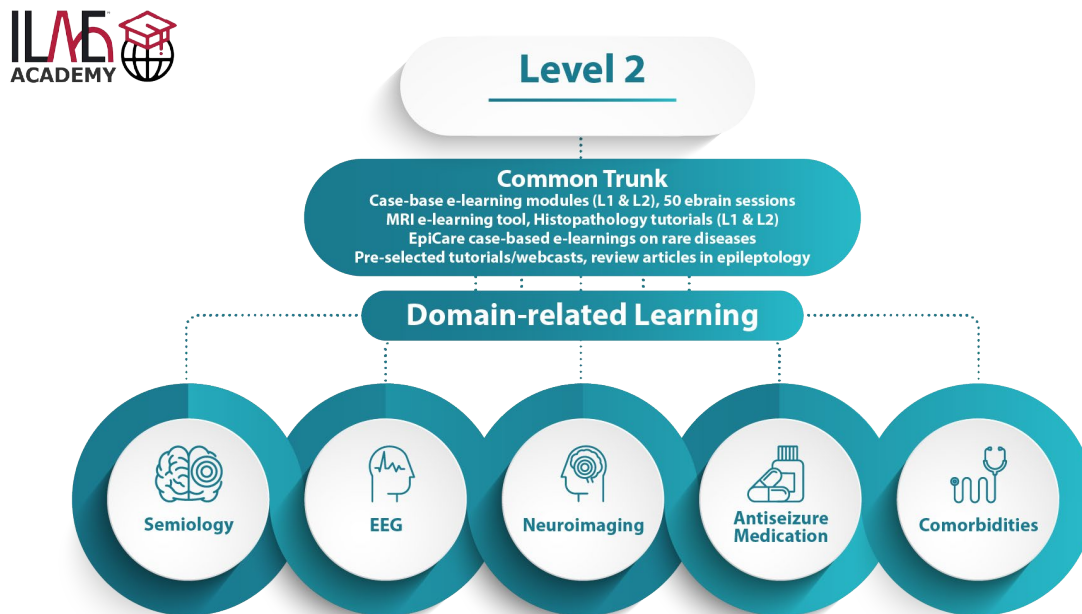 ILAE
ACADEMY
Level 2
Common Trunk
Case-base e-learning modules (L1 & L2), 50 ebrain sessions
MRI e-learning tool, Histopathology tutorials (L1 & L2)
EpiCare case-based e-learnings on rare diseases
Pre-selected tutorials/webcasts, review articles in epileptology
Domain-related Learning
Semiology
EEG
Neuroimaging
Antiseizure
Medication
Comorbidities